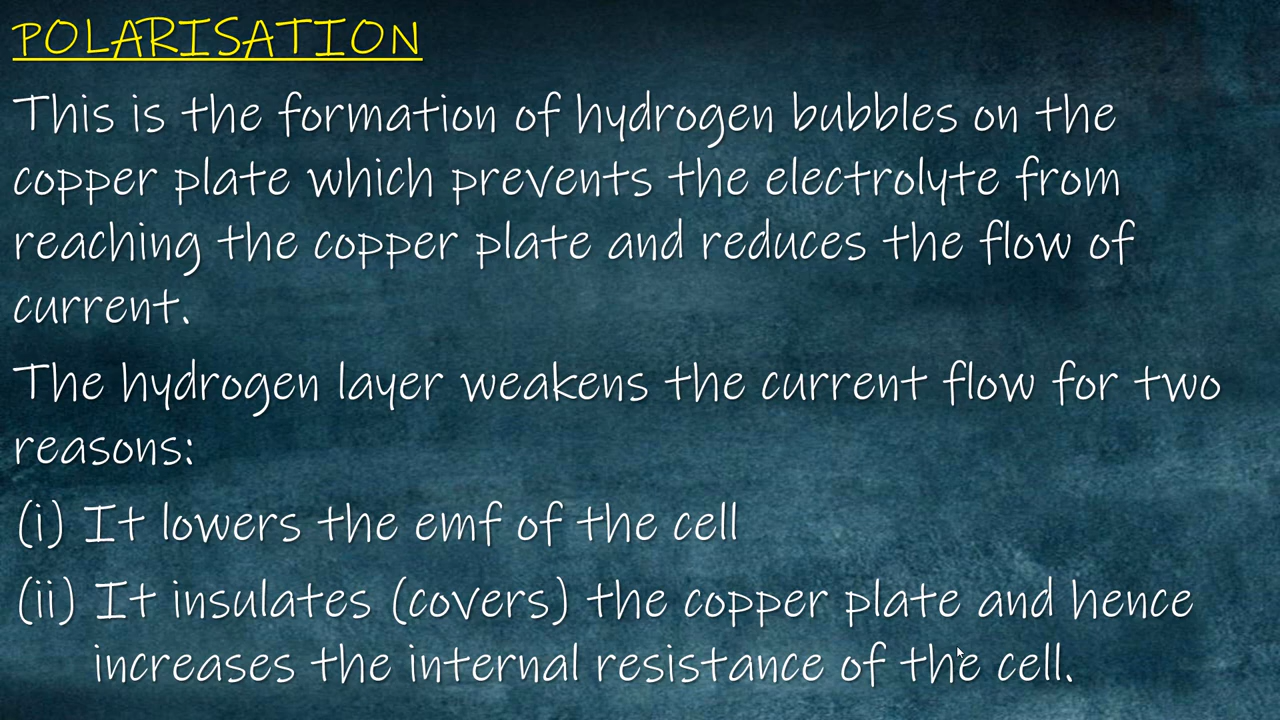 POLARISATION
This is the formation of hydrogen bubbles on the
copper plate which prevents the electrolyte from
reaching the copper plate and reduces the flow of
current.
The hydrogen layer weakens the current flow for two
reasons:
(i) It lowers the emf of the cell
(ii) It insulates (covers) the copper plate and hence
increases the internal resistance of the cell.